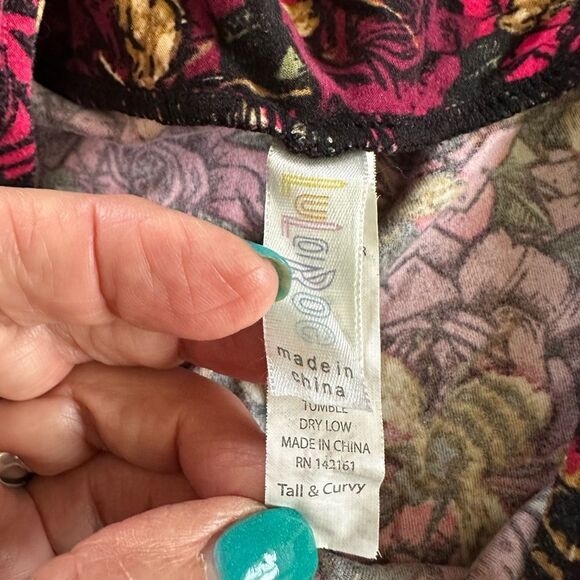 LuLaRoe
made in
china
TUMBLE
DRY LOW
MADE IN CHINA
RN 142161
Tall & Curvy